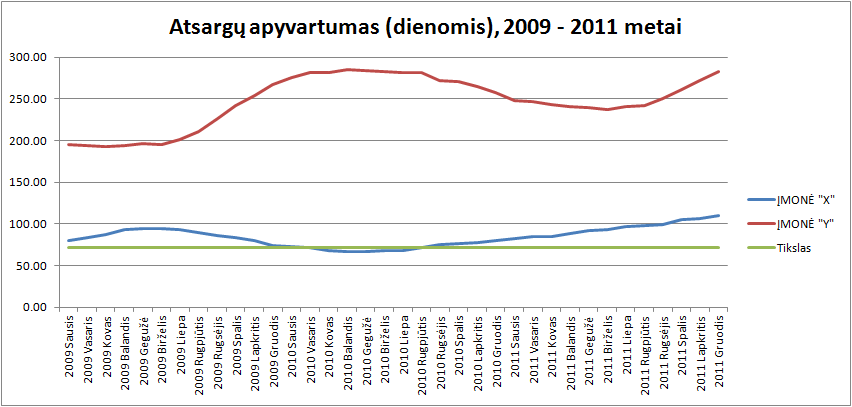 Atsargų apyvartumas (dienomis), 2009 - 2011 metai
300.00
250.00
200.00
150.00
100.00
50.00
0.00
2009 Sausis
2009 Vasaris
2009 Kovas
2009 Balandis
2009 Gegužė
2009 Birželis
2009 Liepa
2009 Rugpjūtis
2009 Rugsėjis
2009 Spalis
2009 Lapkritis
2009 Gruodis
2010 Sausis
2010 Vasaris
2010 Kovas
2010 Balandis
2010 Gegužė
2010 Birželis
2010 Liepa
2010 Rugpjūtis
2010 Rugsėjis
2010 Spalis
2010 Lapkritis
2010 Gruodis
2011 Sausis
2011 Vasaris
2011 Kovas
2011 Balandis
2011 Gegužė
2011 Birželis
2011 Liepa
2011 Rugpjūtis
2011 Rugsėjis
2011 Spalis
2011 Lapkritis
2011 Gruodis
ĮMONĖ "X"
ĮMONĖ "Y"
Tikslas